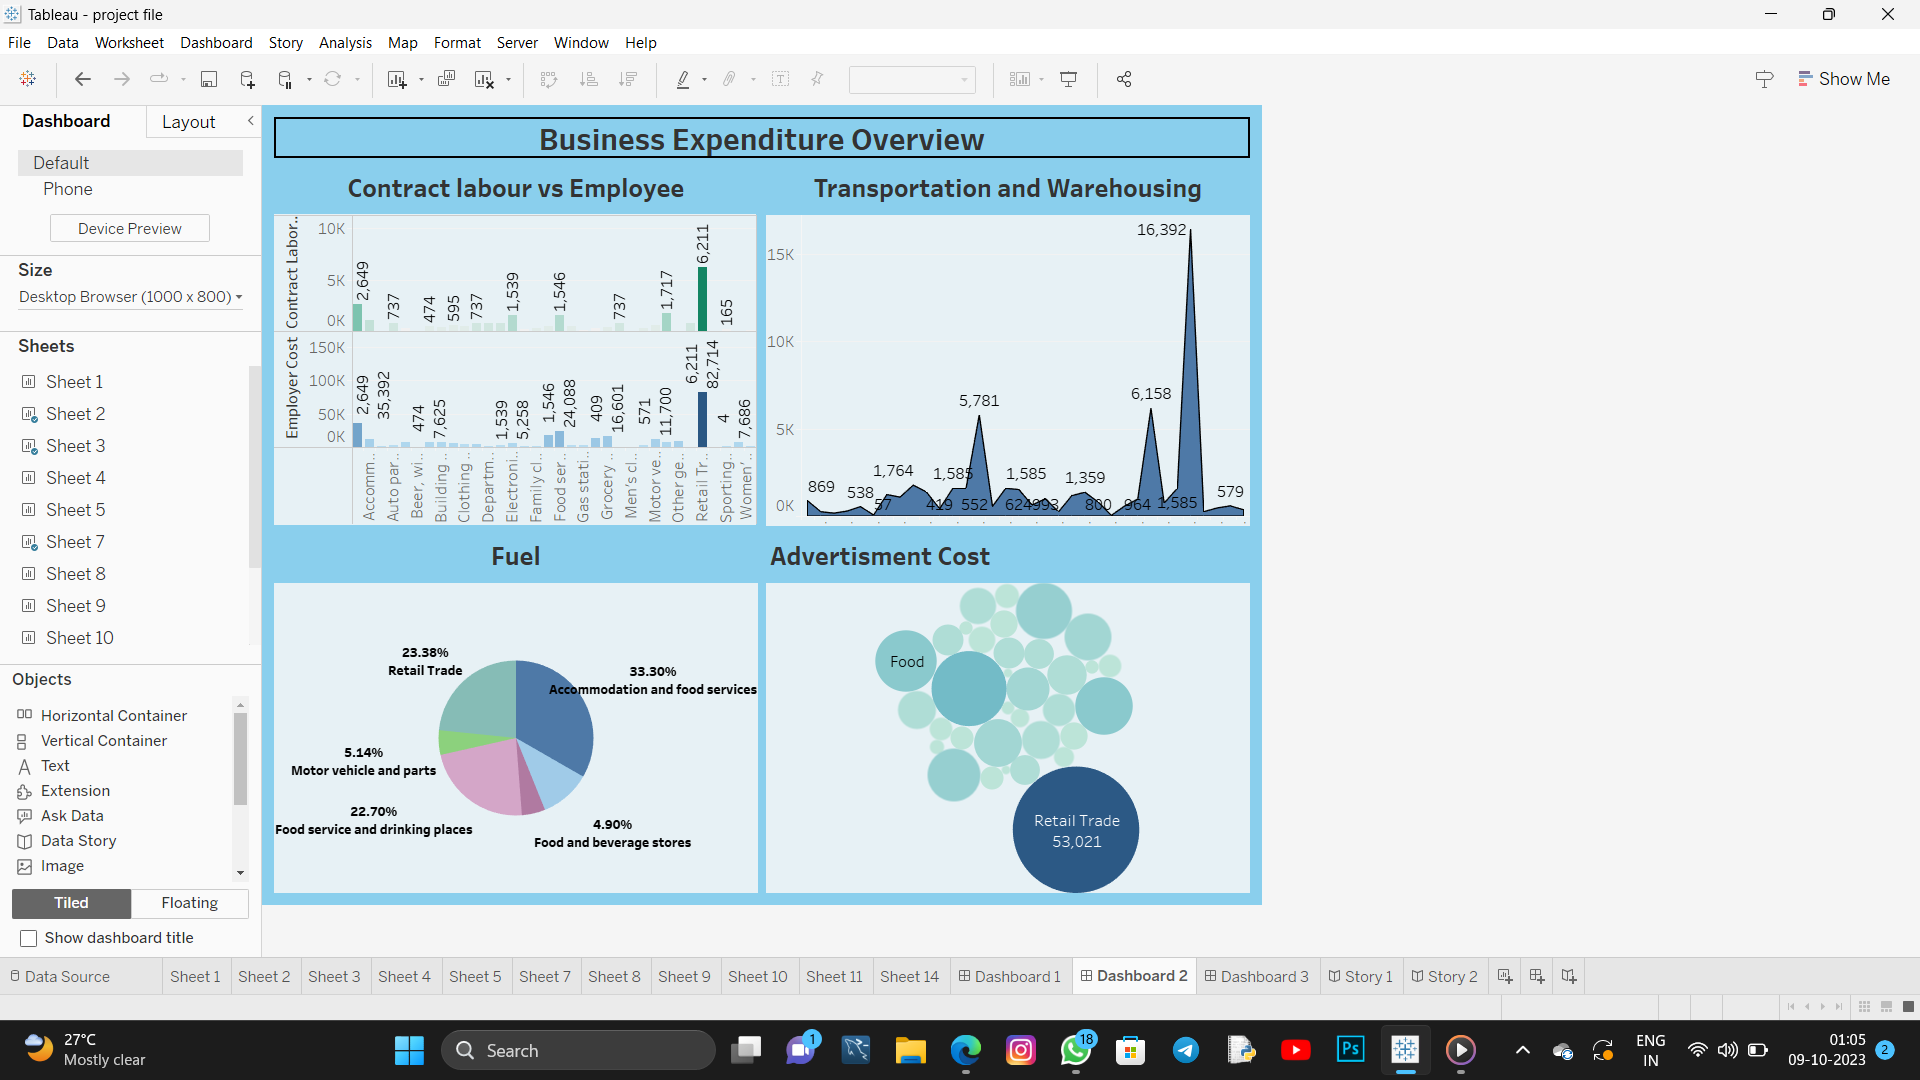 Tableau - project file
File Data Worksheet Dashboard Story Analysis Map Format Server Window Help
Show Me
Dashboard Layout
Default
Phone
Device Preview
Size
Desktop Browser (1000 x 800)
Sheets
Sheet 1
Sheet 2
Sheet 3
Sheet 4
Sheet 5
Sheet 7
Sheet 8
Sheet 9
Sheet 10
Objects
Horizontal Container
Vertical Container
Text
Extension
Ask Data
Data Story
Image
Tiled Floating
Show dashboard title
Business Expenditure Overview
Contract labour vs Employee
Contract Labor..
10K
5K
0K
2,649
737
474
595
737
1,539
1,546
737
1,717
6,211
165
Employer Cost
150K
100K
50K
0K
2,649
35,392
474
7,625
1,539
5,258
1,546
24,088
409
16,601
571
11,700
6,211
82,714
4
7,686
Accomm..
Auto par..
Beer, wi..
Building ..
Clothing ..
Departm..
Electroni..
Family cl..
Food ser..
Gas stati..
Grocery ..
Men's cl..
Motor ve..
Other ge..
Retail Tr..
Sporting..
Women'..
Transportation and Warehousing
15K
10K
5K
0K
16,392
6,158
5,781
1,764
1,585
1,585
1,359
869
538
57
419
552
624
993
800
964
1,585
579
Fuel
23.38%
Retail Trade
33.30%
Accommodation and food services
5.14%
Motor vehicle and parts
22.70%
Food service and drinking places
4.90%
Food and beverage stores
Advertisment Cost
Food
Retail Trade
53,021
Data Source Sheet 1 Sheet 2 Sheet 3 Sheet 4 Sheet 5 Sheet 7 Sheet 8 Sheet 9 Sheet 10 Sheet 11 Sheet 14 Dashboard 1 Dashboard 2 Dashboard 3 Story 1 Story 2
27°C
Mostly clear
Search
1
18
Ps
ENG
IN
01:05
09-10-2023
2